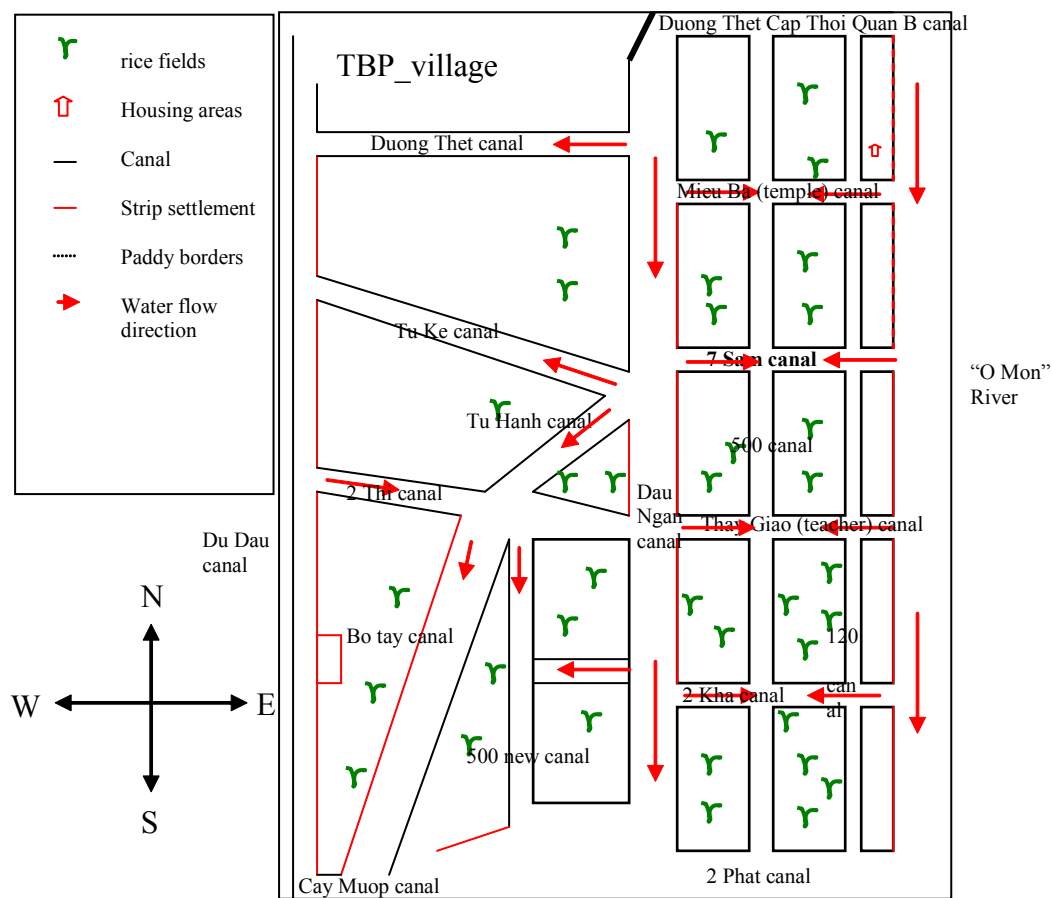 rice fields
Housing areas
Canal
Strip settlement
Paddy borders
Water flow
direction
Duong Thet Cap Thoi Quan B canal
TBP_village
Duong Thet canal
Mieu Ba (temple) canal
Tu Ke canal
7 Sam canal
"O Mon"
River
Tu Hanh canal
500 canal
2 Thi canal
Dau
Ngan
canal
Thay Giao (teacher) canal
Du Dau
canal
N
W
E
S
Bo tay canal
120
can
al
2 Kha canal
500 new canal
2 Phat canal
Cay Muop canal